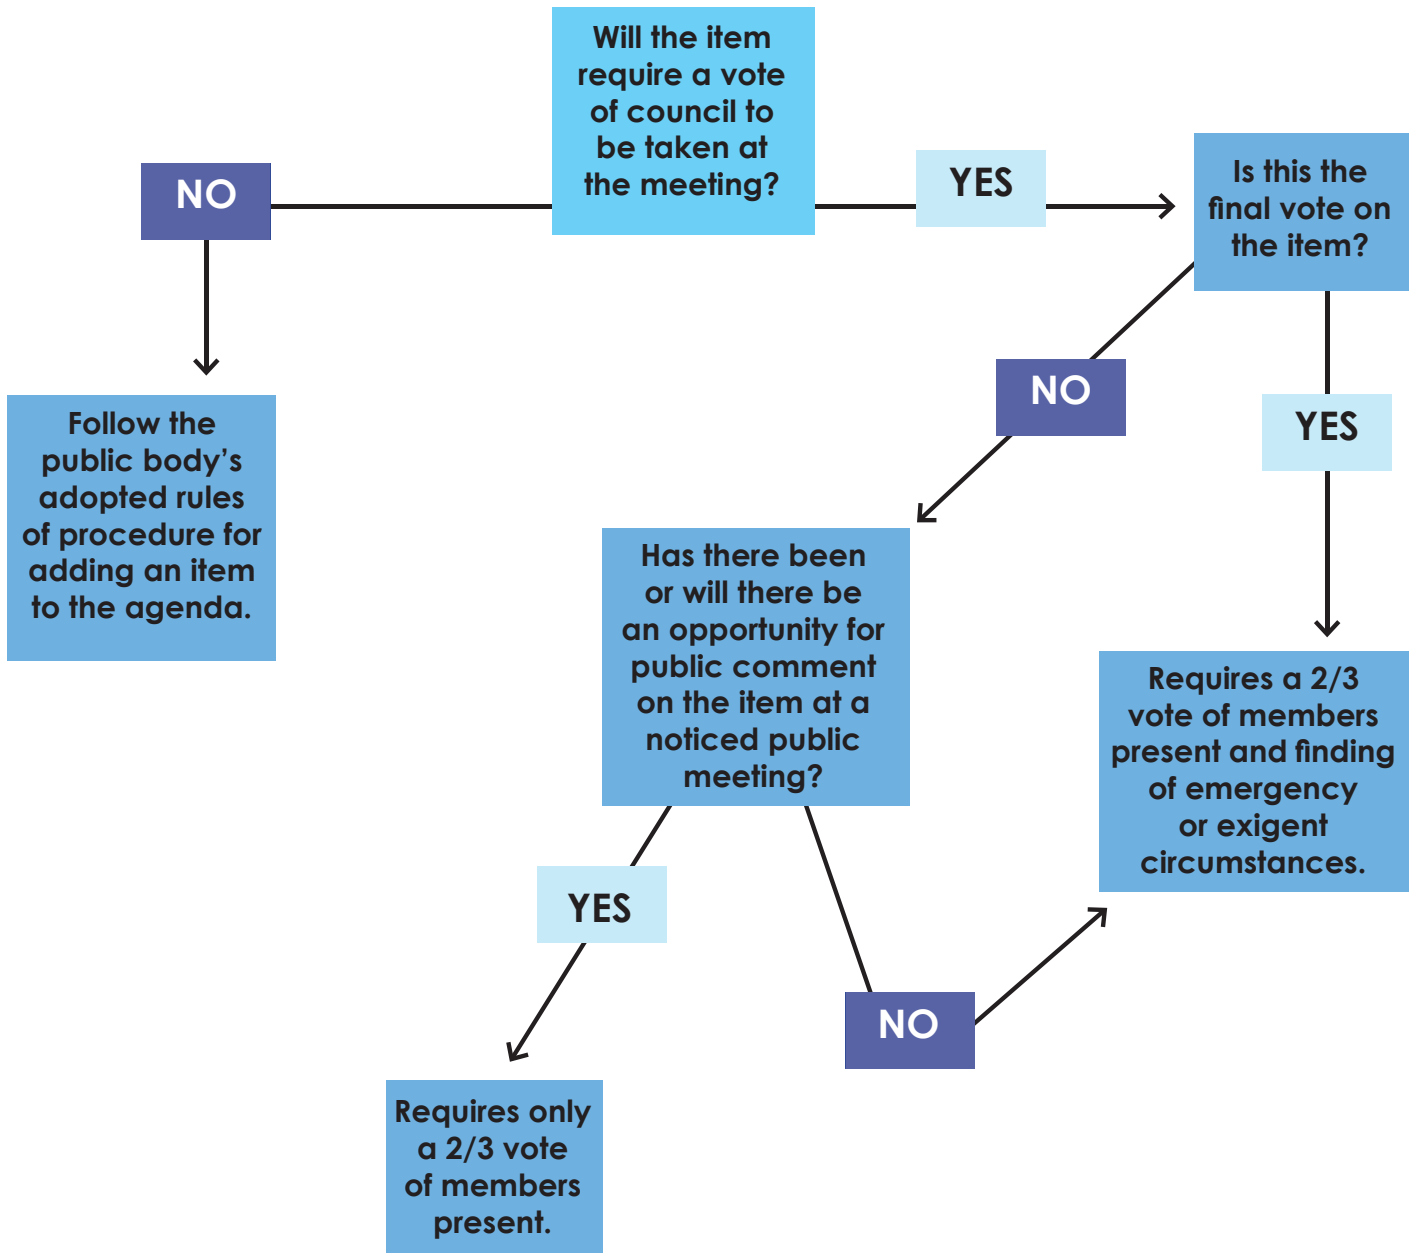 Will the item
require a vote
of council to
be taken at
the meeting?
NO
YES
Is this the
final vote on
the item?
NO
YES
Follow the
public body’s
adopted rules
of procedure for
adding an item
to the agenda.
Has there been
or will there be
an opportunity for
public comment
on the item at a
noticed public
meeting?
Requires a 2/3
vote of members
present and finding
of emergency
or exigent
circumstances.
YES
NO
Requires only
a 2/3 vote
of members
present.